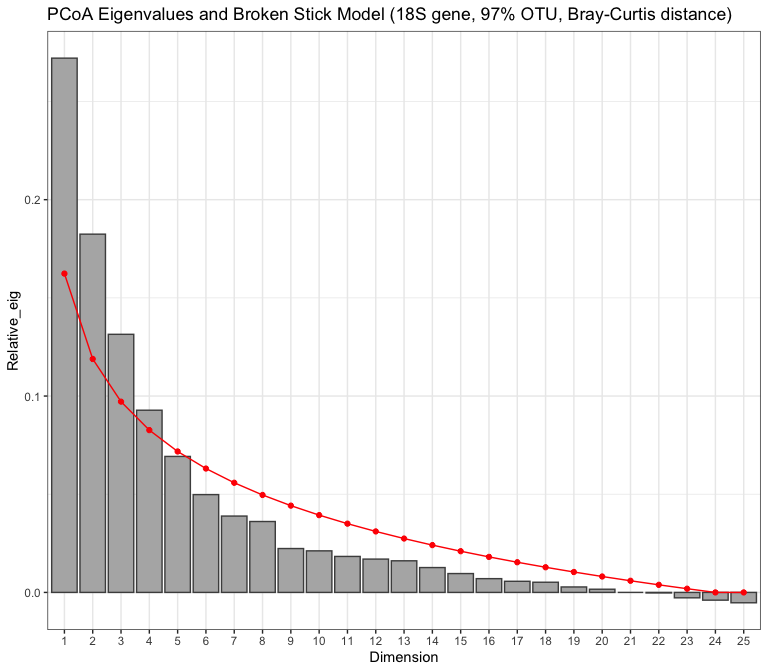 PCoA Eigenvalues and Broken Stick Model (18S gene, 97% OTU, Bray-Curtis distance)
Relative_eig
0.2
0.1
0.0
1 2 3 4 5 6 7 8 9 10 11 12 13 14 15 16 17 18 19 20 21 22 23 24 25
Dimension